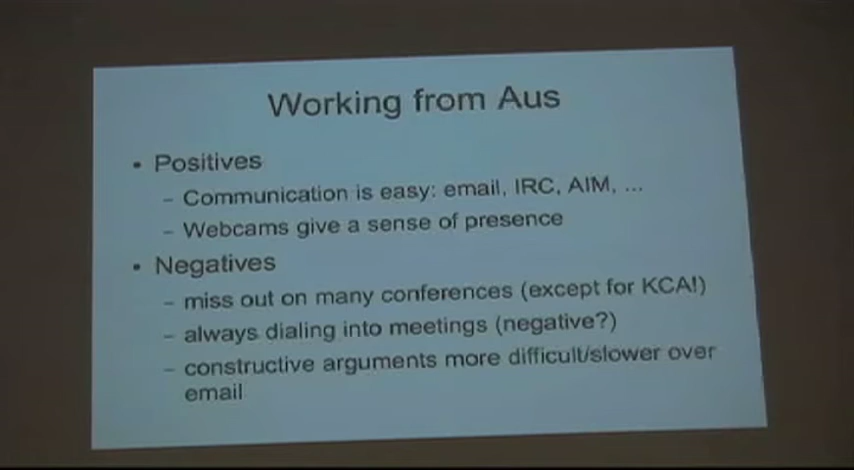 Working from Aus
• Positives
– Communication is easy: email, IRC, AIM, ...
– Webcams give a sense of presence
• Negatives
– miss out on many conferences (except for KCA!)
– always dialing into meetings (negative?)
– constructive arguments more difficult/slower over
email